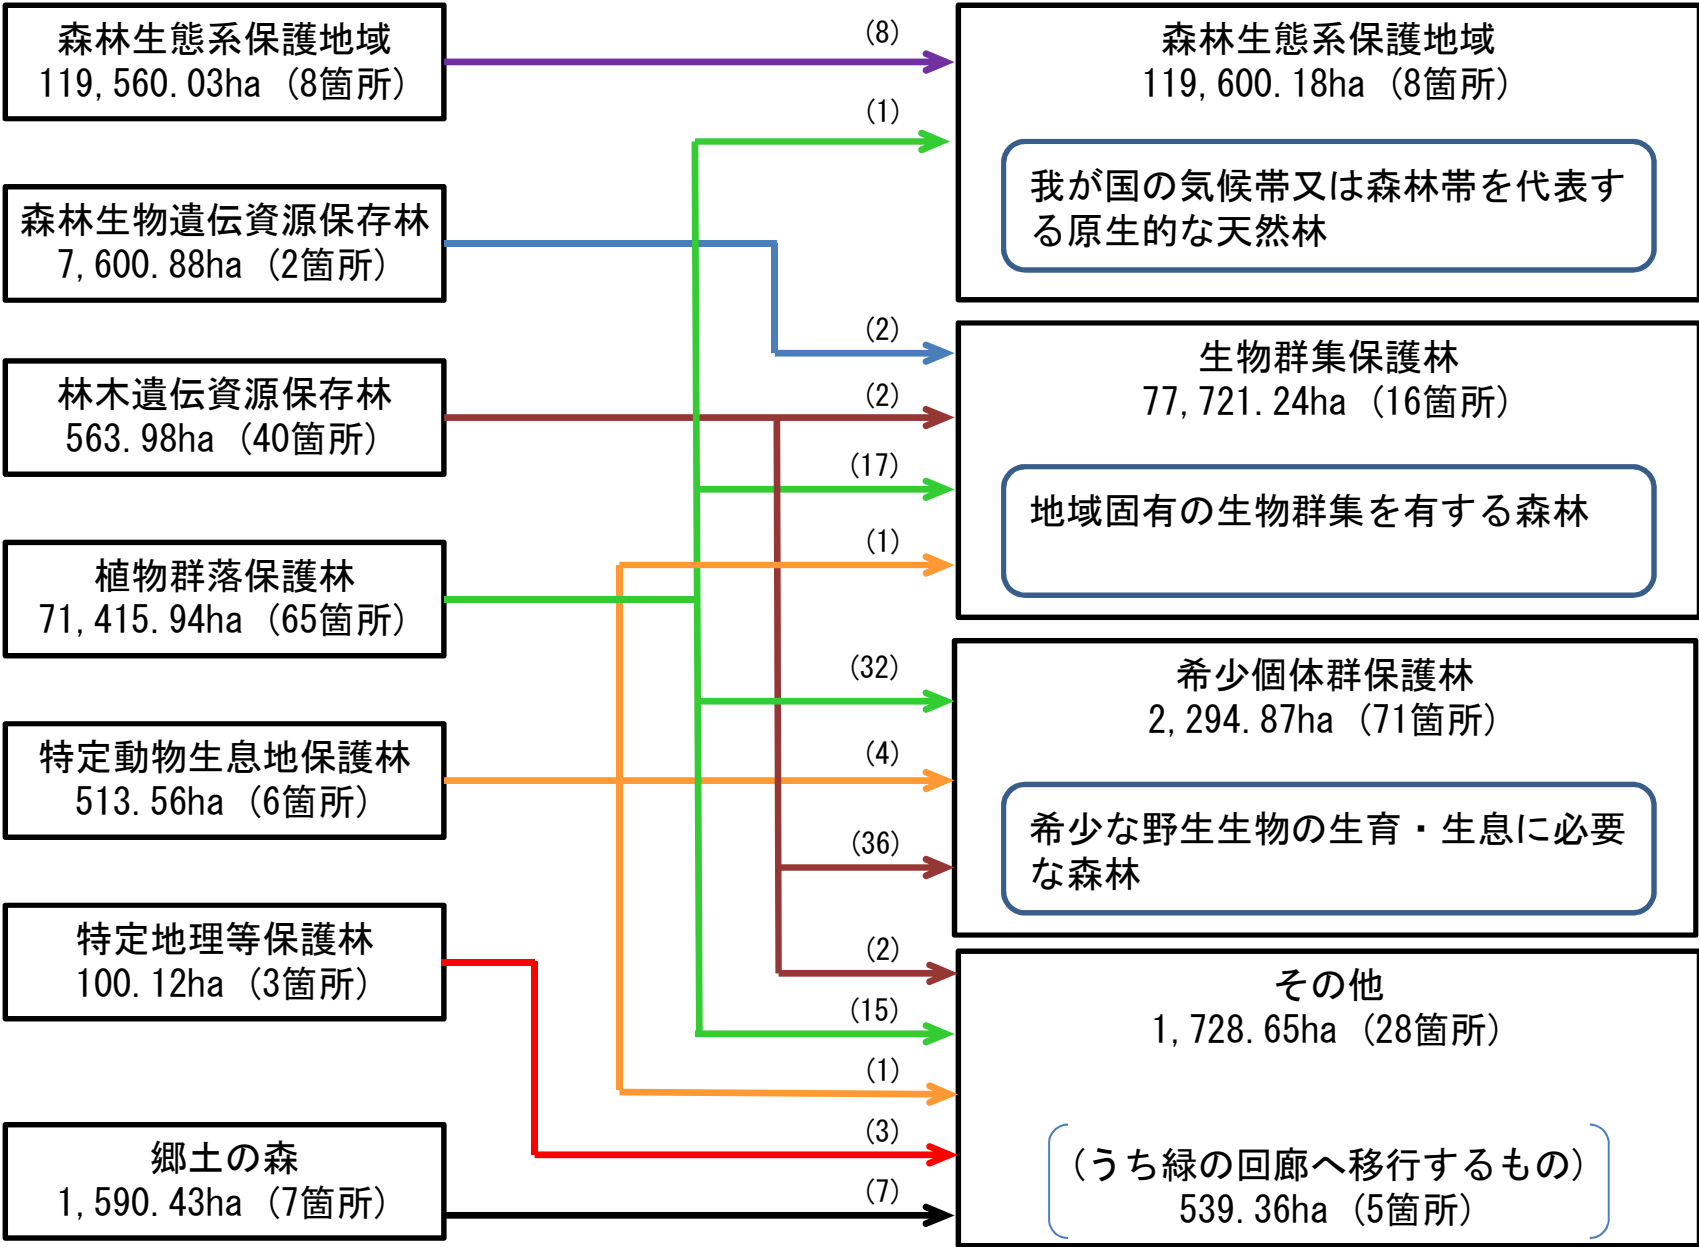 森林生態系保護地域
119,560.03ha (8箇所)
森林生物遺伝資源保存林
7,600.88ha (2箇所)
林木遺伝資源保存林
563.98ha (40箇所)
植物群落保護林
71,415.94ha (65箇所)
特定動物生息地保護林
513.56ha (6箇所)
特定地理等保護林
100.12ha (3箇所)
郷土の森
1,590.43ha (7箇所)
(8)
(1)
(2)
(2)
(17)
(1)
(32)
(4)
(36)
(2)
(15)
(1)
(3)
(7)
森林生態系保護地域
119,600.18ha (8箇所)
我が国の気候帯又は森林帯を代表す
る原生的な天然林
生物群集保護林
77,721.24ha (16箇所)
地域固有の生物群集を有する森林
希少個体群保護林
2,294.87ha (71箇所)
希少な野生生物の生育・生息に必要
な森林
その他
1,728.65ha (28箇所)
(うち緑の回廊へ移行するもの)
539.36ha (5箇所)